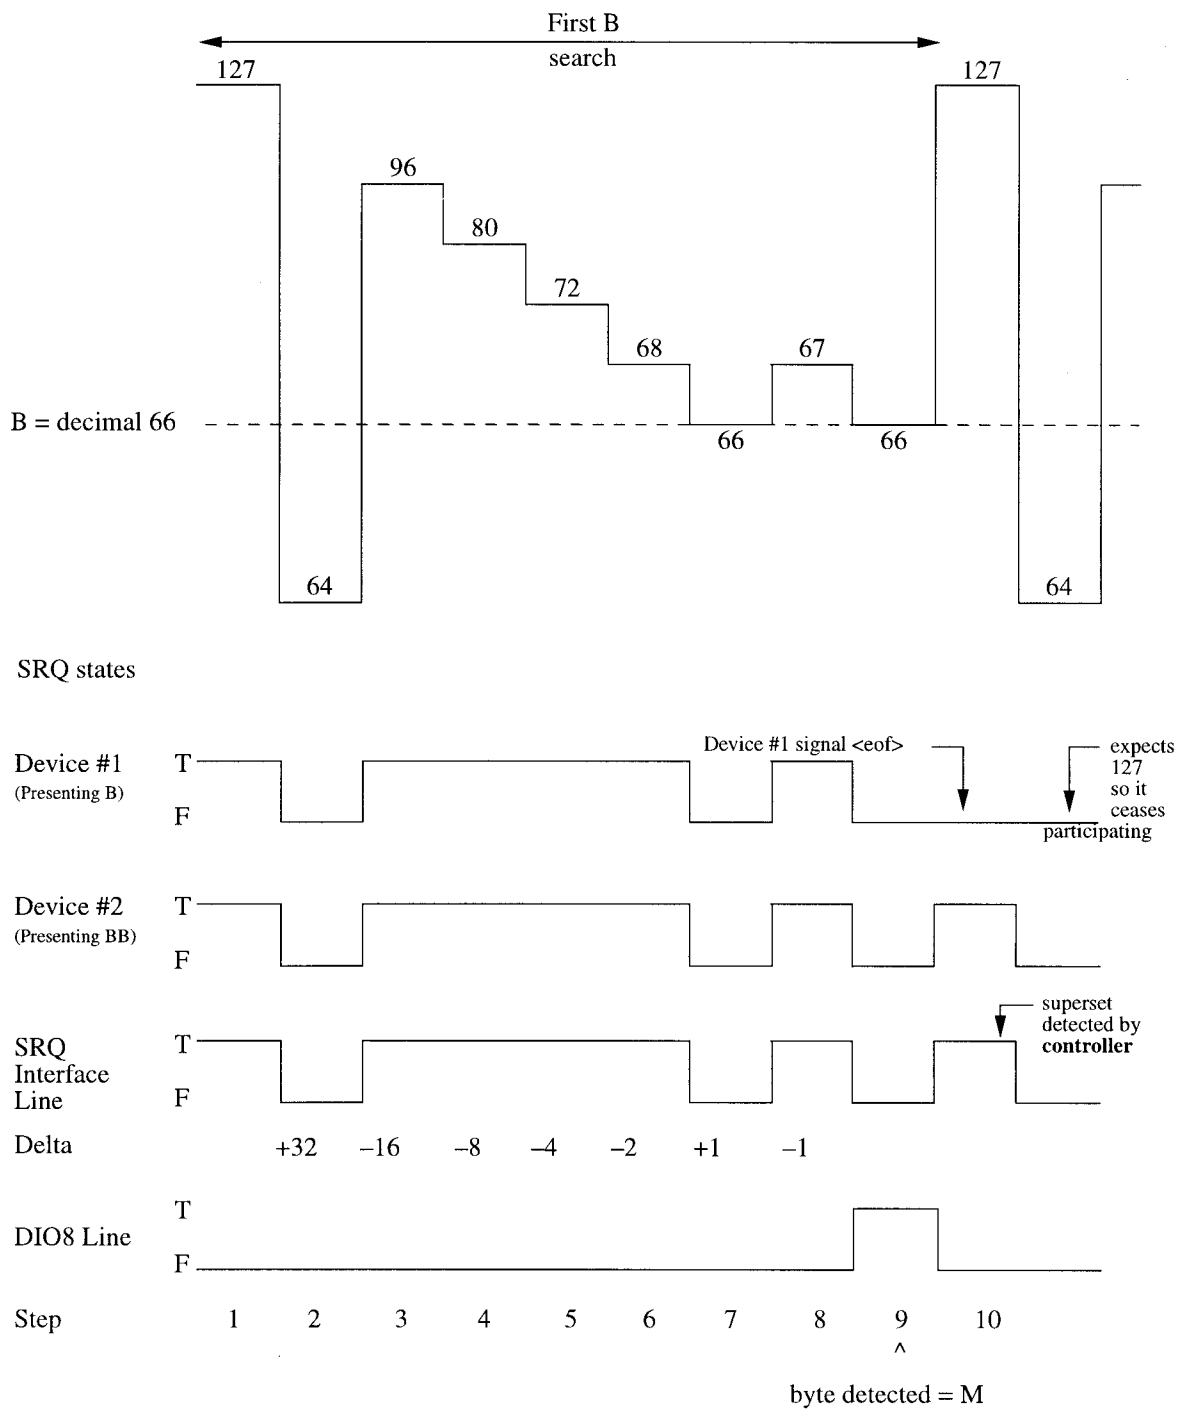 First B
search
127
127
96
80
72
68
67
B = decimal 66
66
66
64
64
SRQ states
Device #1 signal <eof>
expects
127
so it
ceases
participating
Device #1
(Presenting B)
T
F
Device #2
(Presenting BB)
T
F
superset
detected by
controller
SRQ
Interface
Line
T
F
Delta +32 –16 –8 –4 –2 +1 –1
DIO8 Line
T
F
Step 1 2 3 4 5 6 7 8 9 10
^
byte detected = M